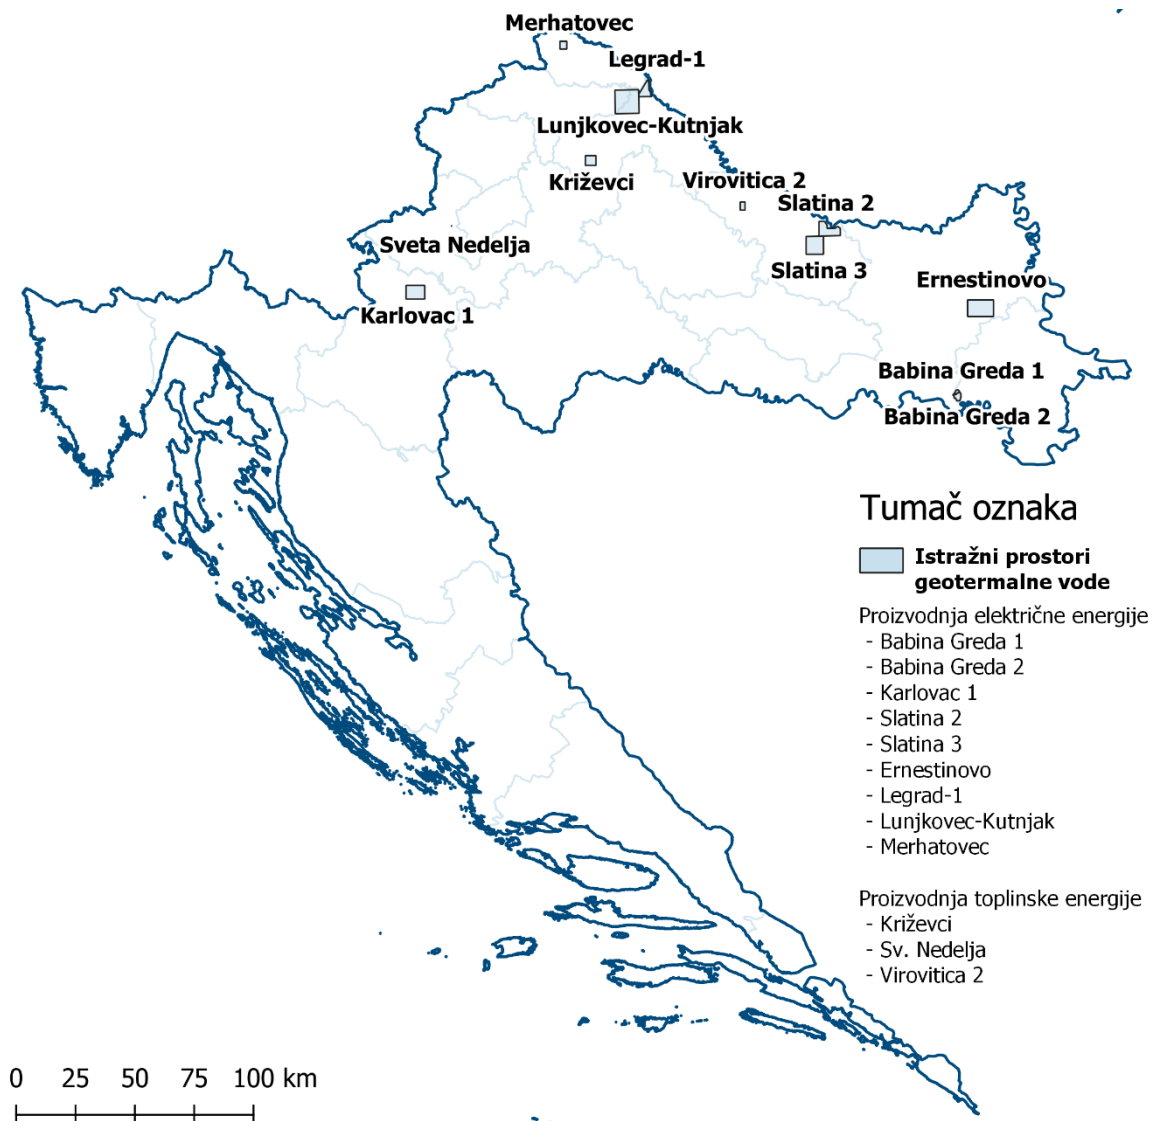 Merhatovec
Legrad-1
Lunjkovec-Kutnjak
Križevci
Virovitica 2
Slatina 2
Sveta Nedelja
Slatina 3
Ernestinovo
Karlovac 1
Babina Greda 1
Babina Greda 2
Tumač oznaka
Istražni prostori
geotermalne vode
Proizvodnja električne energije
- Babina Greda 1
- Babina Greda 2
- Karlovac 1
- Slatina 2
- Slatina 3
- Ernestinovo
- Legrad-1
- Lunjkovec-Kutnjak
- Merhatovec
Proizvodnja toplinske energije
- Križevci
- Sv. Nedelja
- Virovitica 2
0 25 50 75 100 km